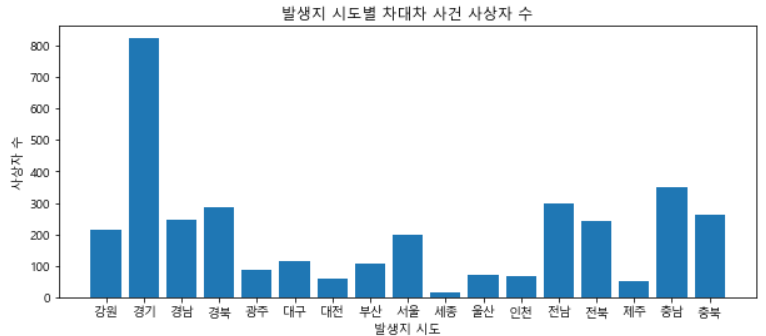 발생지 시도별 차대차 사건 사상자 수
사상자 수
800
700
600
500
400
300
200
100
0
강원 경기 경남 경북 광주 대구 대전 부산 서울 세종 울산 인천 전남 전북 제주 충남 충북
발생지 시도